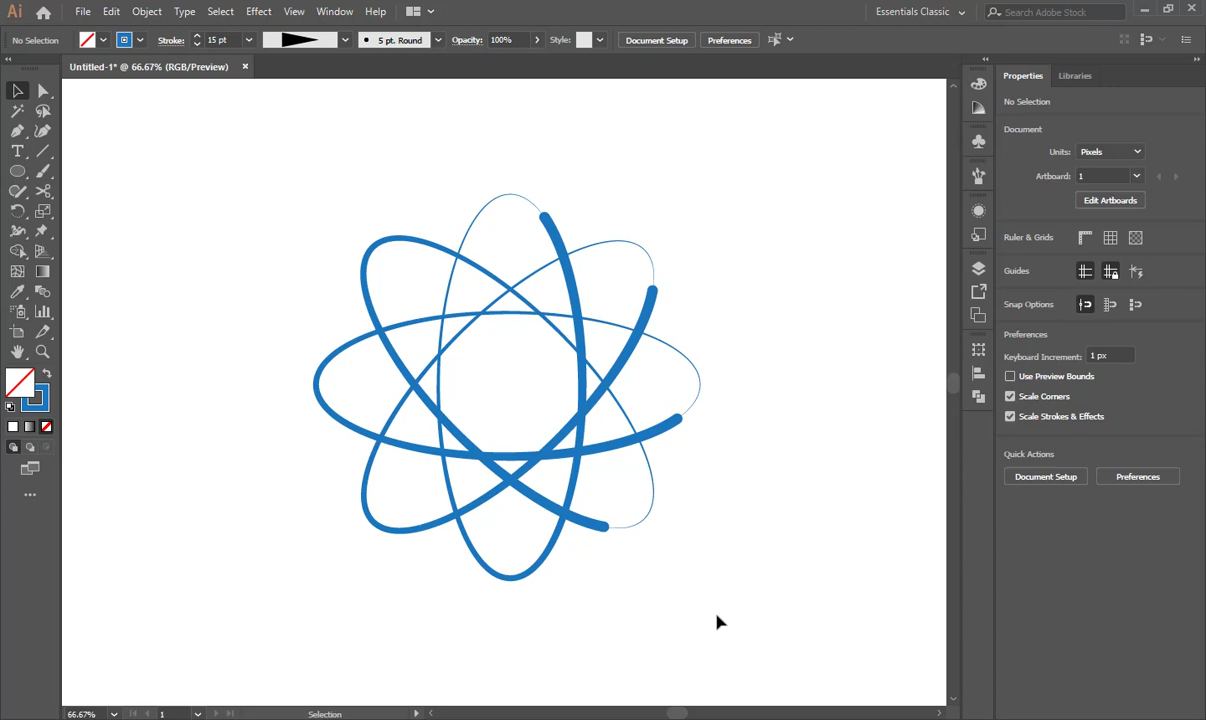 Ai File Edit Object Type Select Effect View Window Help Essentials Classic Search Adobe Stock
No Selection Stroke: 15 pt 5 pt. Round Opacity: 100% Style: Document Setup Preferences
Untitled-1* @ 66.67% (RGB/Preview) ×
Properties Libraries
No Selection
Document
Units: Pixels
Artboard: 1
Edit Artboards
Ruler & Grids
Guides
Snap Options
Preferences
Keyboard Increment: 1 px
Use Preview Bounds
Scale Corners
Scale Strokes & Effects
Quick Actions
Document Setup Preferences
66.67% 1 Selection